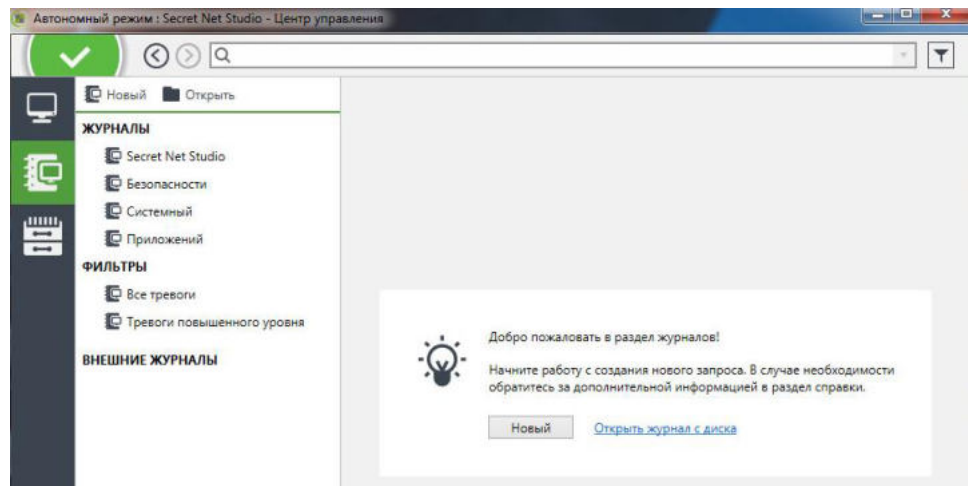 Автономный режим : Secret Net Studio - Центр управления
Новый Открыть
ЖУРНАЛЫ
Secret Net Studio
Безопасности
Системный
Приложений
ФИЛЬТРЫ
Все тревоги
Тревоги повышенного уровня
ВНЕШНИЕ ЖУРНАЛЫ
Добро пожаловать в раздел журналов!
Начните работу с создания нового запроса. В случае необходимости
обратитесь за дополнительной информацией в раздел справки.
Новый Открыть журнал с диска